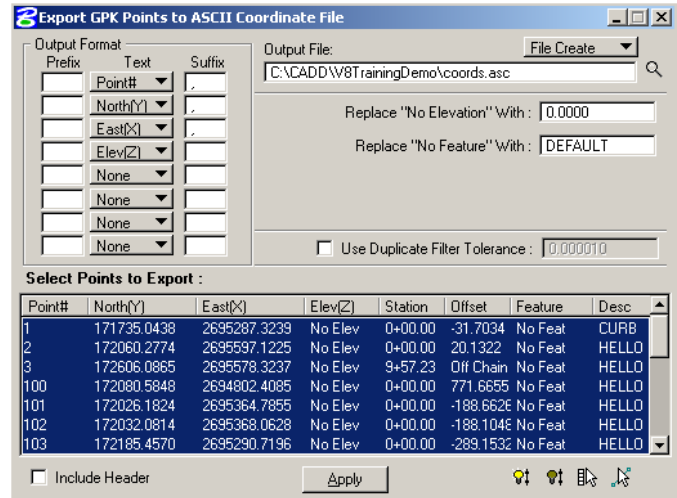 Export GPK Points to ASCII Coordinate File
Output Format
Prefix Text Suffix
Point# ,
North(Y) ,
East(X) ,
Elev(Z)
None
None
None
None
Output File: File Create
C:\CADD\V8TrainingDemo\coords.asc
Replace "No Elevation" With : 0.0000
Replace "No Feature" With : DEFAULT
Use Duplicate Filter Tolerance : 0.000010
Select Points to Export :
Point# North(Y) East(X) Elev(Z) Station Offset Feature Desc
1 171735.0438 2695287.3239 No Elev 0+00.00 -31.7034 No Feat CURB
2 172060.2774 2695597.1225 No Elev 0+00.00 20.1322 No Feat HELLO
3 172606.0865 2695578.3237 No Elev 9+57.23 Off Chain No Feat HELLO
100 172080.5848 2694802.4085 No Elev 0+00.00 771.6655 No Feat HELLO
101 172026.1824 2695364.7855 No Elev 0+00.00 -188.662 No Feat HELLO
102 172032.0814 2695368.0628 No Elev 0+00.00 -188.104 No Feat HELLO
103 172185.4570 2695290.7196 No Elev 0+00.00 -289.153 No Feat HELLO
Include Header Apply